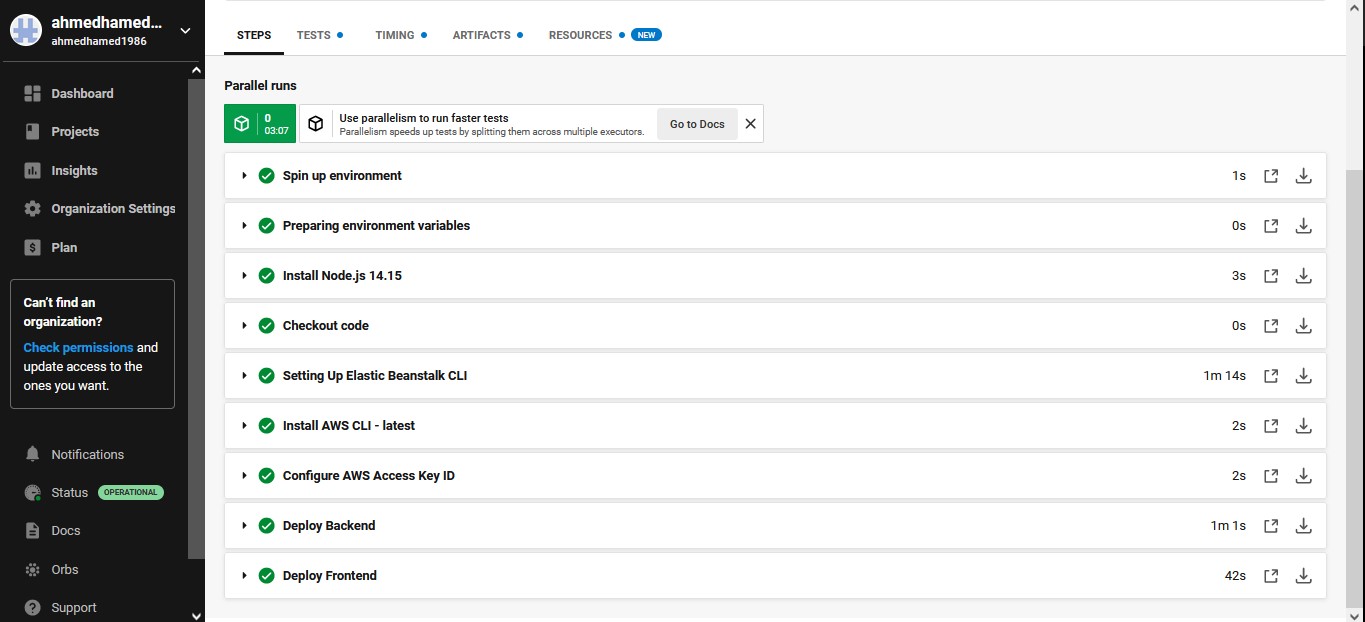 ahmedhamed...
ahmedhamed1986
Dashboard
Projects
Insights
Organization Settings
Plan
Can't find an
organization?
Check permissions and
update access to the
ones you want.
Notifications
Status OPERATIONAL
Docs
Orbs
Support
STEPS TESTS TIMING ARTIFACTS RESOURCES NEW
Parallel runs
0
03:07
Use parallelism to run faster tests
Parallelism speeds up tests by splitting them across multiple executors.
Go to Docs
Spin up environment 1s
Preparing environment variables 0s
Install Node.js 14.15 3s
Checkout code 0s
Setting Up Elastic Beanstalk CLI 1m 14s
Install AWS CLI - latest 2s
Configure AWS Access Key ID 2s
Deploy Backend 1m 1s
Deploy Frontend 42s